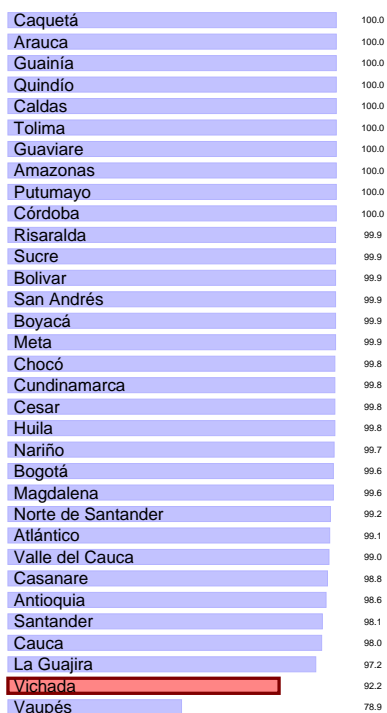 Caquetá 100.0
Arauca 100.0
Guainía 100.0
Quindío 100.0
Caldas 100.0
Tolima 100.0
Guaviare 100.0
Amazonas 100.0
Putumayo 100.0
Córdoba 100.0
Risaralda 99.9
Sucre 99.9
Bolivar 99.9
San Andrés 99.9
Boyacá 99.9
Meta 99.9
Chocó 99.8
Cundinamarca 99.8
Cesar 99.8
Huila 99.8
Nariño 99.7
Bogotá 99.6
Magdalena 99.6
Norte de Santander 99.2
Atlántico 99.1
Valle del Cauca 99.0
Casanare 98.8
Antioquia 98.6
Santander 98.1
Cauca 98.0
La Guajira 97.2
Vichada 92.2
Vaupés 78.9